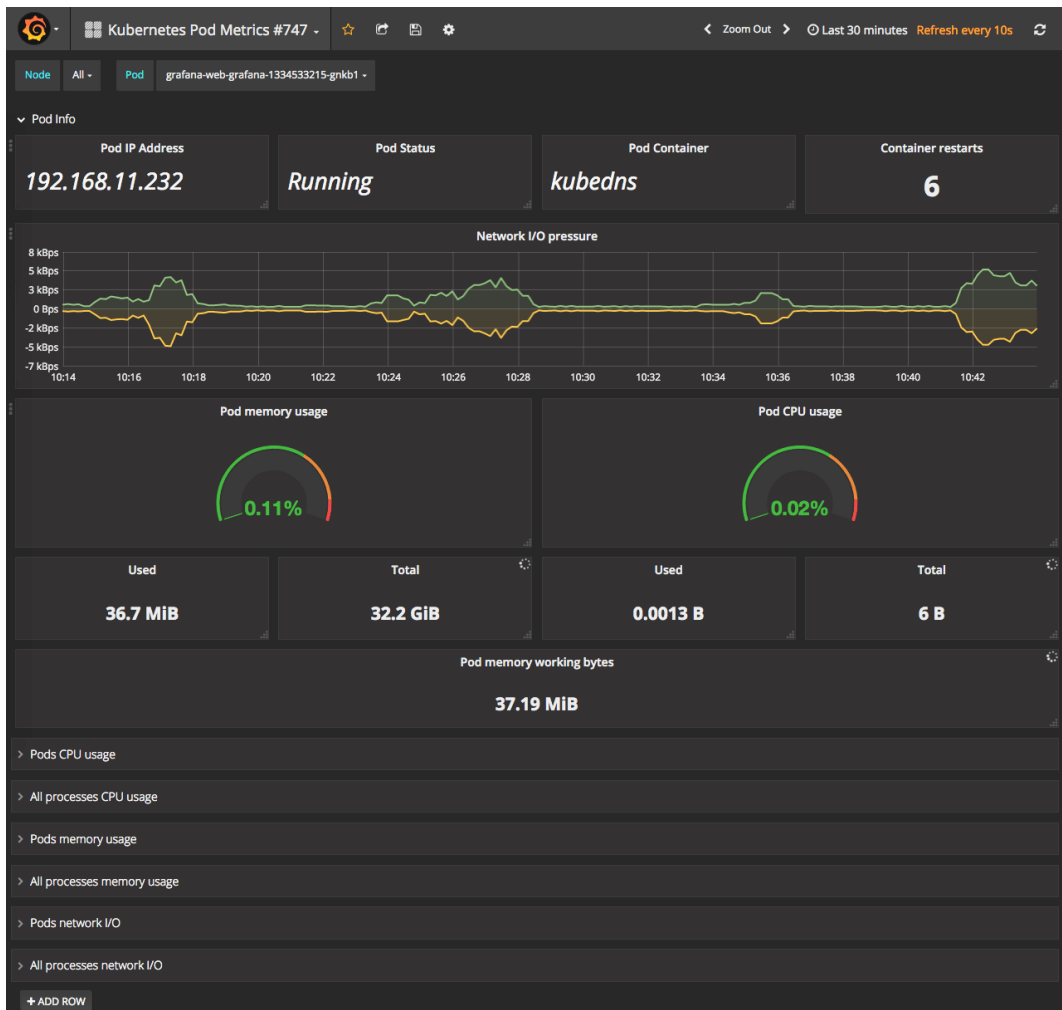 Kubernetes Pod Metrics #747
Zoom Out
Last 30 minutes Refresh every 10s
Node All Pod grafana-web-grafana-1334533215-gnkb1
Pod Info
Pod IP Address
192.168.11.232
Pod Status
Running
Pod Container
kubedns
Container restarts
6
Network I/O pressure
8 kBps
5 kBps
3 kBps
0 Bps
-2 kBps
-5 kBps
-7 kBps
10:14 10:16 10:18 10:20 10:22 10:24 10:26 10:28 10:30 10:32 10:34 10:36 10:38 10:40 10:42
Pod memory usage
0.11%
Pod CPU usage
0.02%
Used
36.7 MiB
Total
32.2 GiB
Used
0.0013 B
Total
6 B
Pod memory working bytes
37.19 MiB
Pods CPU usage
All processes CPU usage
Pods memory usage
All processes memory usage
Pods network I/O
All processes network I/O
+ ADD ROW